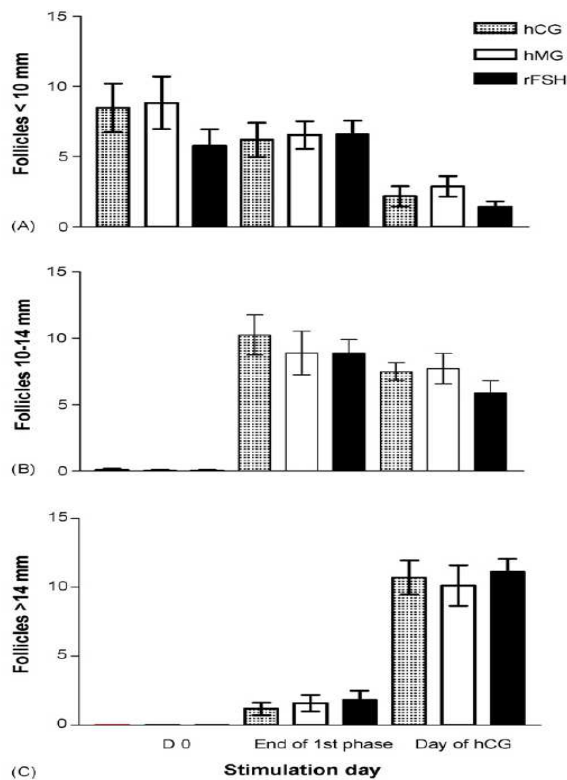 15
hCG
hMG
rFSH
10
Follicles < 10 mm
5
(A)
0
15
10
Follicles 10-14 mm
5
(B)
0
15
10
Follicles >14 mm
5
0
D 0 End of 1st phase Day of hCG
(C)
Stimulation day